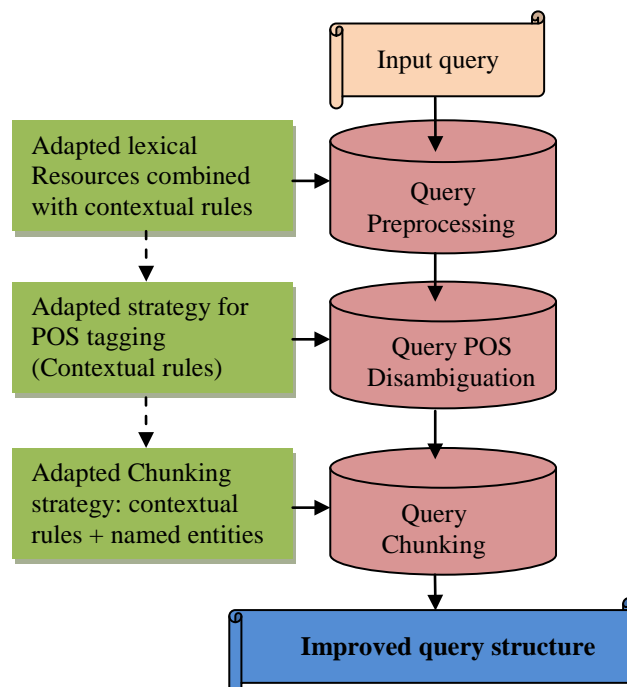 Input query
Adapted lexical
Resources combined
with contextual rules
Query
Preprocessing
Adapted strategy for
POS tagging
(Contextual rules)
Query POS
Disambiguation
Adapted Chunking
strategy: contextual
rules + named entities
Query
Chunking
Improved query structure